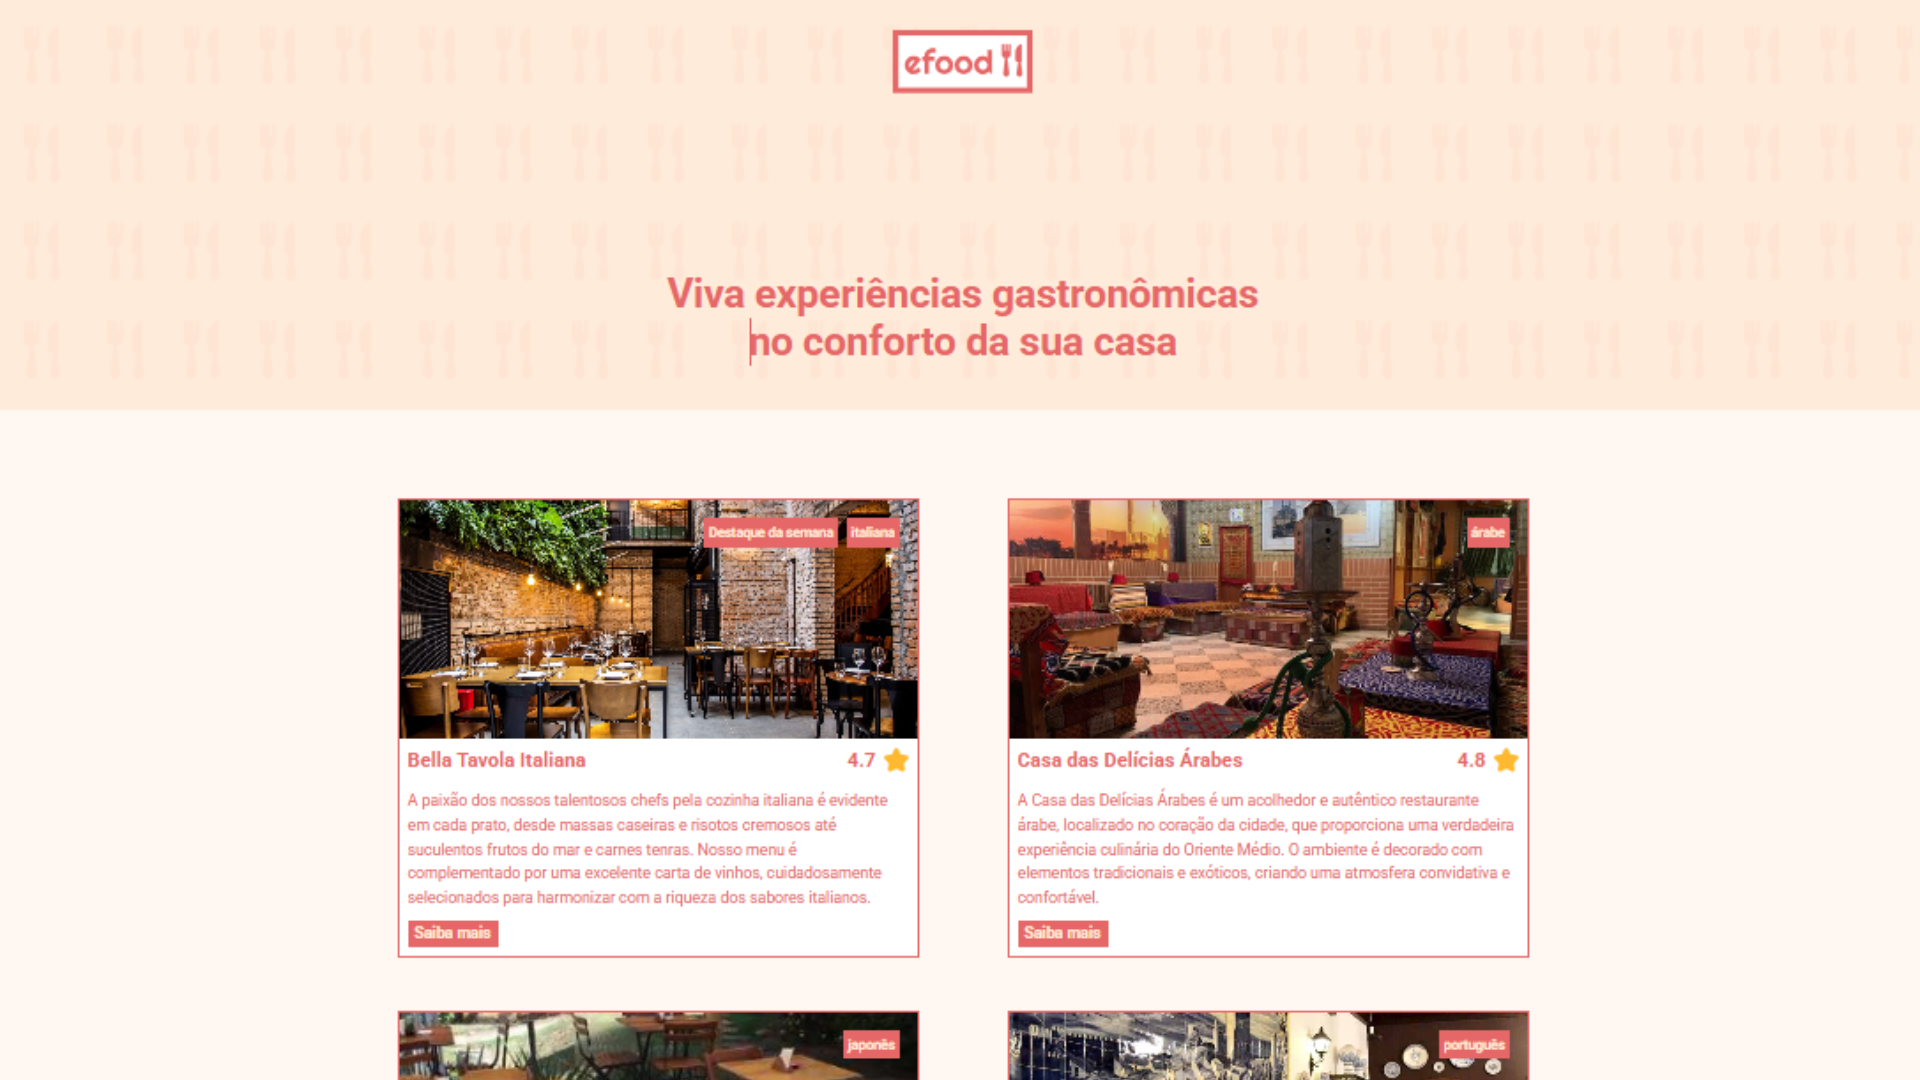 efood
Viva experiências gastronômicas
no conforto da sua casa
Destaque da semana
italiana
Bella Tavola Italiana
4.7
A paixão dos nossos talentosos chefs pela cozinha italiana é evidente
em cada prato, desde massas caseiras e risotos cremosos até
suculentos frutos do mar e carnes tenras. Nosso menu é
complementado por uma excelente carta de vinhos, cuidadosamente
selecionados para harmonizar com a riqueza dos sabores italianos.
Saiba mais
árabe
Casa das Delícias Árabes
4.8
A Casa das Delícias Árabes é um acolhedor e autêntico restaurante
árabe, localizado no coração da cidade, que proporciona uma verdadeira
experiência culinária do Oriente Médio. O ambiente é decorado com
elementos tradicionais e exóticos, criando uma atmosfera convidativa e
confortável.
Saiba mais
japonês
português